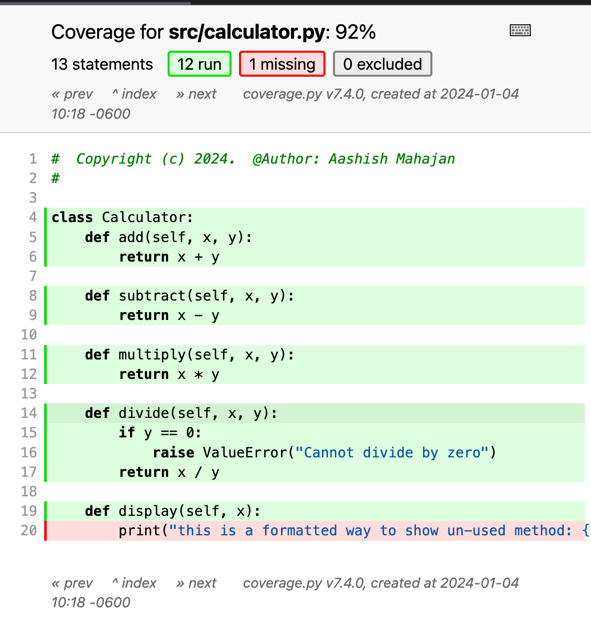 Coverage for src/calculator.py: 92%
13 statements 12 run 1 missing 0 excluded
« prev ^ index » next coverage.py v7.4.0, created at 2024-01-04
10:18 -0600
1 # Copyright (c) 2024. @Author: Aashish Mahajan
2 #
3
4 class Calculator:
5 def add(self, x, y):
6 return x + y
7
8 def subtract(self, x, y):
9 return x - y
10
11 def multiply(self, x, y):
12 return x * y
13
14 def divide(self, x, y):
15 if y == 0:
16 raise ValueError("Cannot divide by zero")
17 return x / y
18
19 def display(self, x):
20 print("this is a formatted way to show un-used method: {
« prev ^ index » next coverage.py v7.4.0, created at 2024-01-04
10:18 -0600